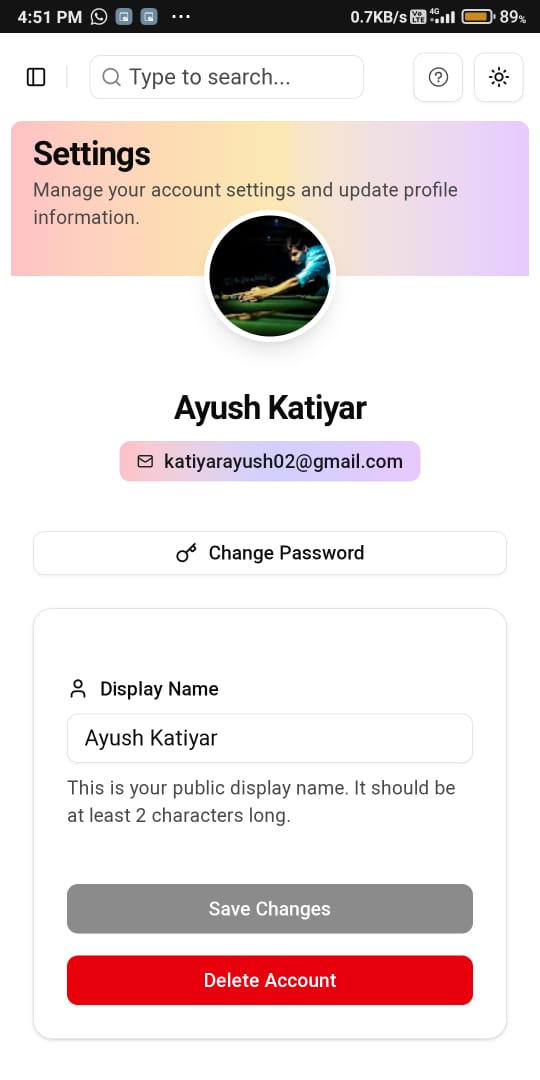 4:51 PM
0.7KB/s Vo LTE 4G 89%
Type to search...
Settings
Manage your account settings and update profile
information.
Ayush Katiyar
katiyarayush02@gmail.com
Change Password
Display Name
Ayush Katiyar
This is your public display name. It should be
at least 2 characters long.
Save Changes
Delete Account